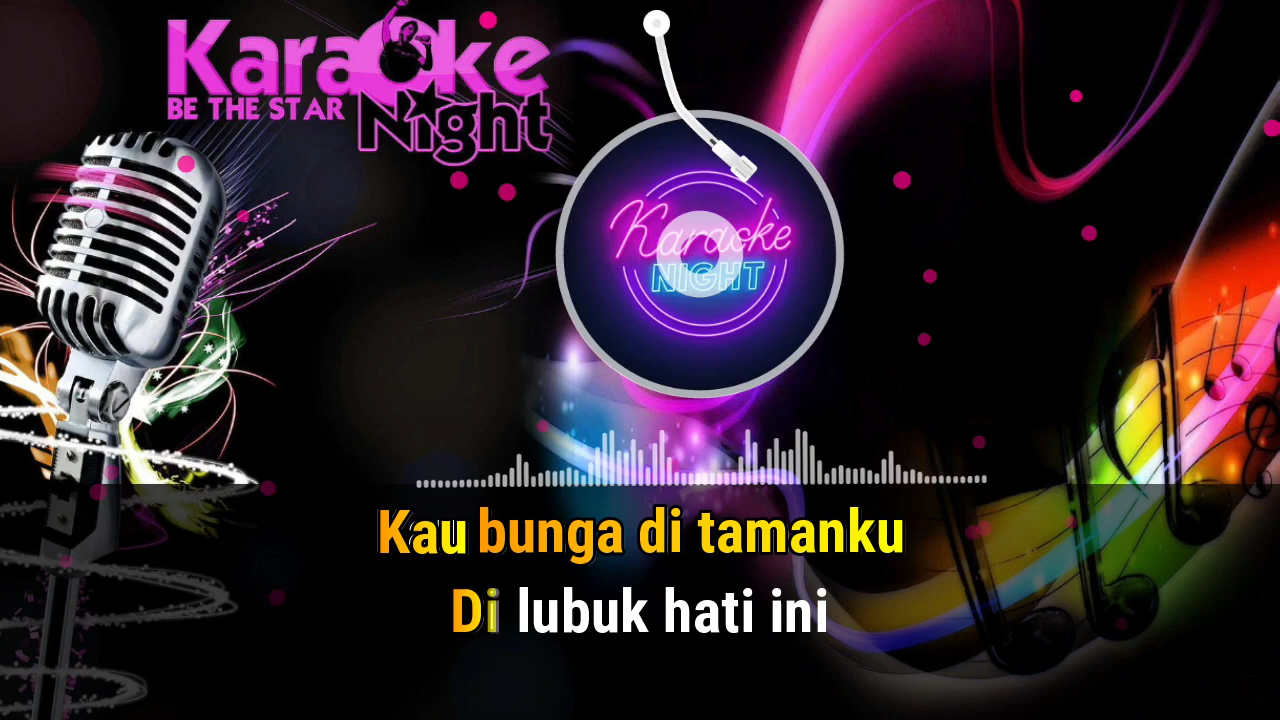 Karaoke
BE THE STAR
Night
Karaoke
NIGHT
Kau bunga di tamanku
Di lubuk hati ini